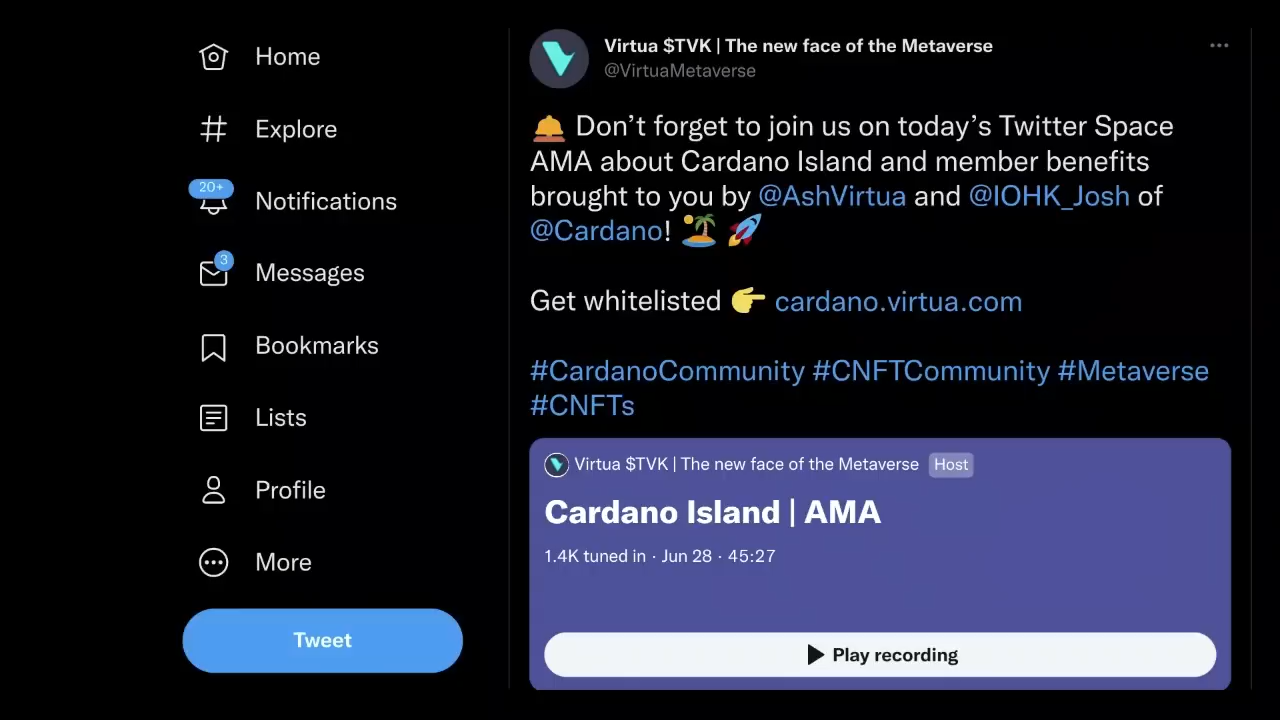 Home
Explore
20+
Notifications
3
Messages
Bookmarks
Lists
Profile
More
Tweet
Virtua $TVK | The new face of the Metaverse
@VirtuaMetaverse
Don’t forget to join us on today’s Twitter Space
AMA about Cardano Island and member benefits
brought to you by @AshVirtua and @IOHK_Josh of
@Cardano!
Get whitelisted cardano.virtua.com
#CardanoCommunity #CNFTCommunity #Metaverse
#CNFTs
Virtua $TVK | The new face of the Metaverse Host
Cardano Island | AMA
1.4K tuned in · Jun 28 · 45:27
Play recording